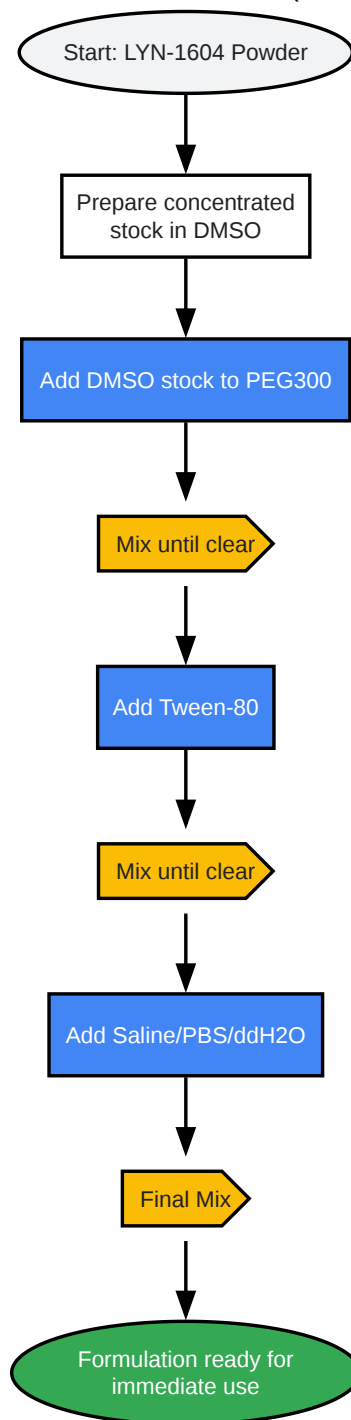 Start: LYN-1604 Powder
Prepare concentrated
stock in DMSO
Add DMSO stock to PEG300
Mix until clear
Add Tween-80
Mix until clear
Add Saline/PBS/ddH2O
Final Mix
Formulation ready for
immediate use